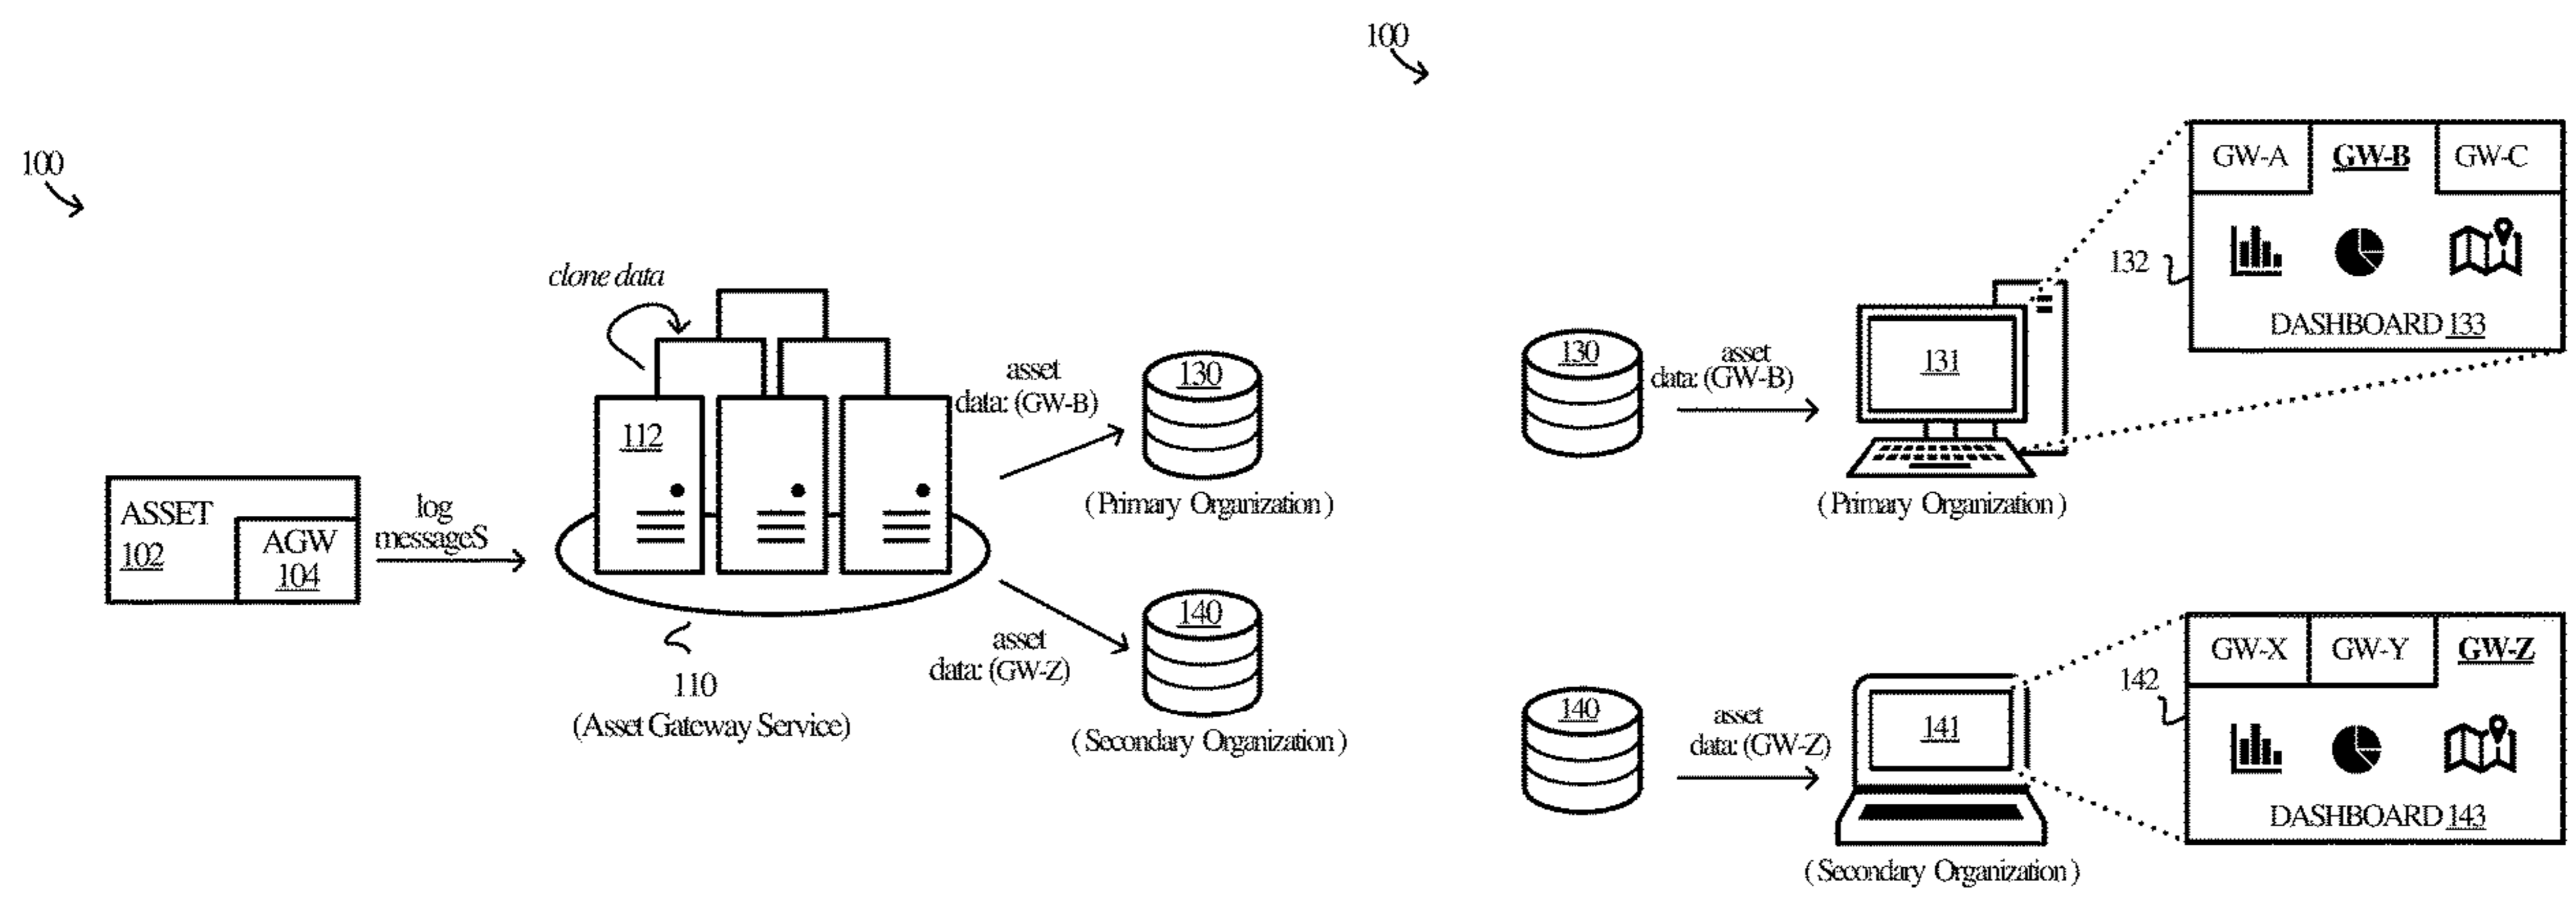 100
clone data
112
ASSET
102
AGW
104
log
messageS
asset
data: (GW-B)
130
(Primary Organization)
asset
data: (GW-Z)
140
(Secondary Organization)
110
(Asset Gateway Service)
100
130
asset
data: (GW-B)
131
(Primary Organization)
GW-A GW-B GW-C
132
DASHBOARD 133
140
asset
data: (GW-Z)
141
(Secondary Organization)
GW-X GW-Y GW-Z
142
DASHBOARD 143